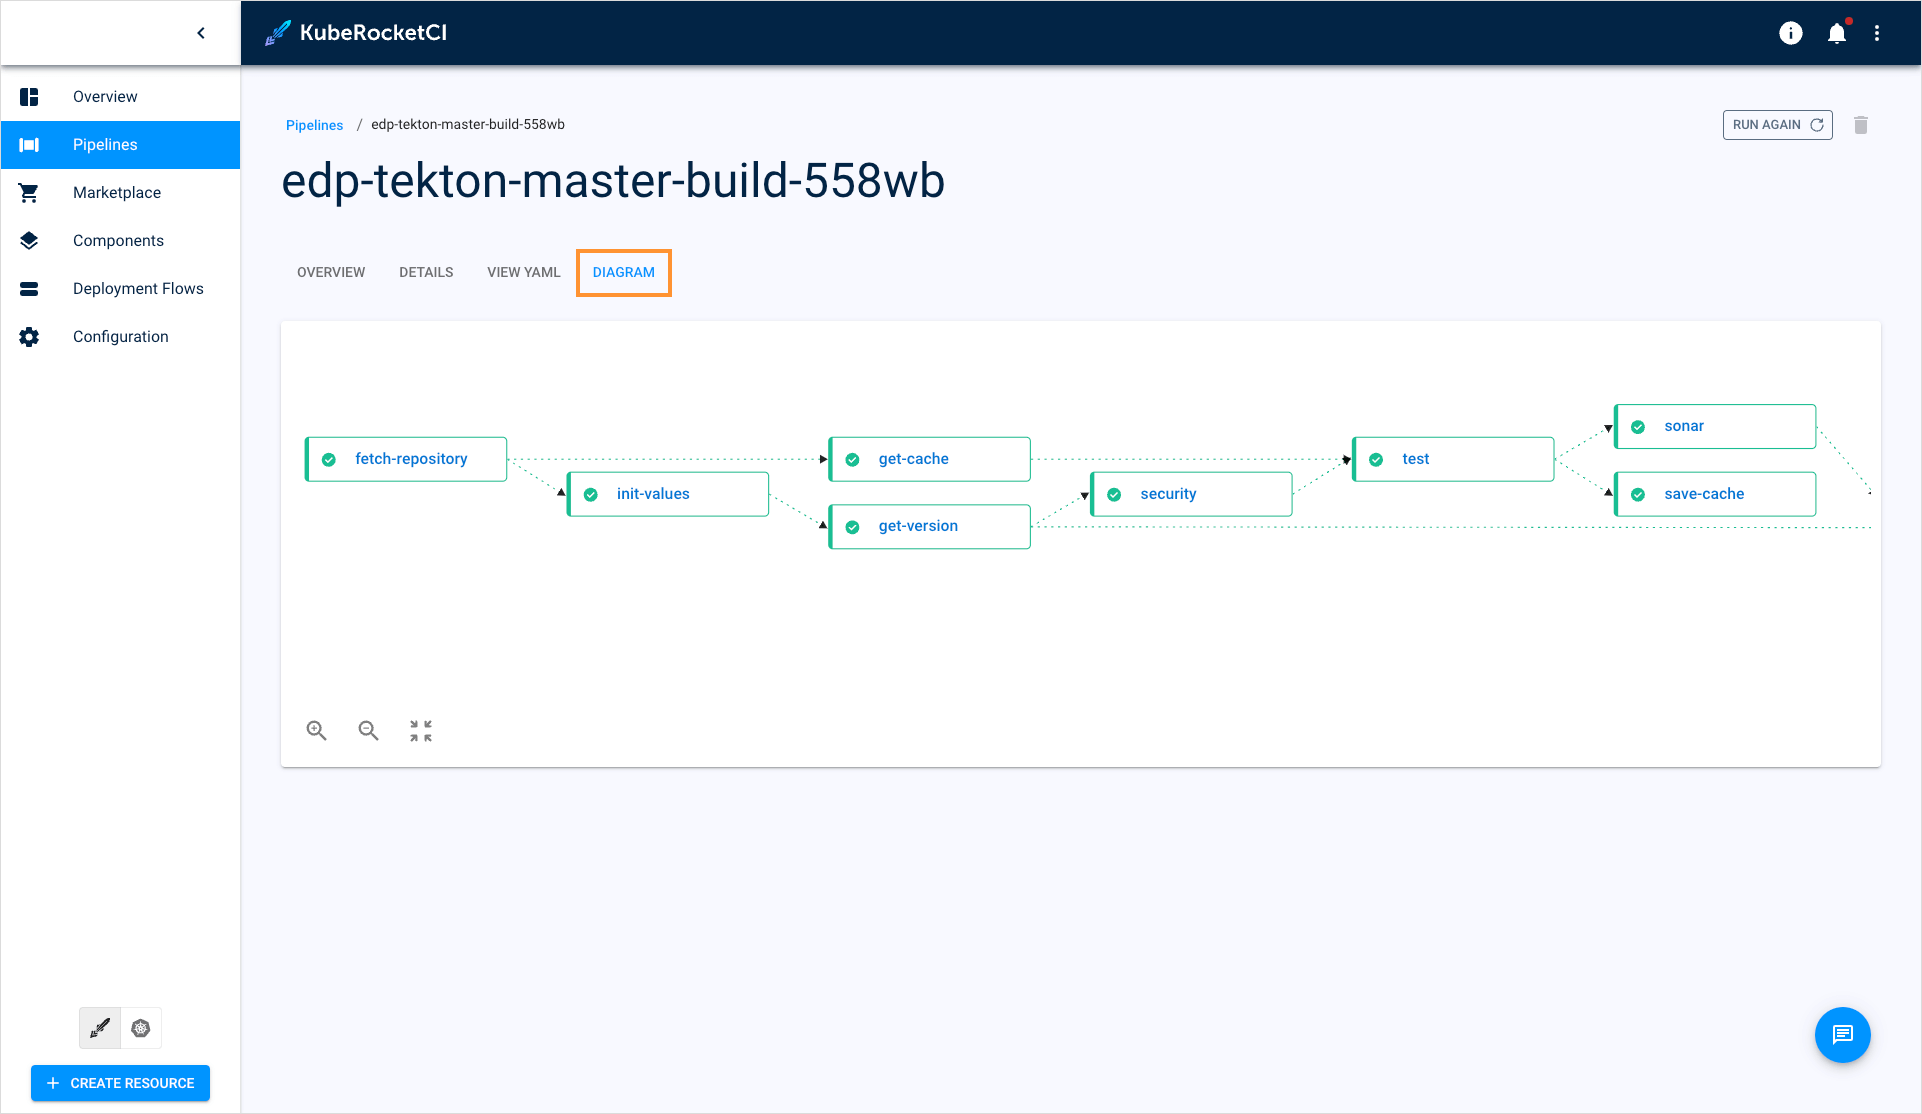 KubeRocketCI
Overview
Pipelines
Marketplace
Components
Deployment Flows
Configuration
Pipelines / edp-tekton-master-build-558wb
RUN AGAIN
edp-tekton-master-build-558wb
OVERVIEW DETAILS VIEW YAML DIAGRAM
fetch-repository
init-values
get-cache
get-version
security
test
sonar
save-cache
CREATE RESOURCE